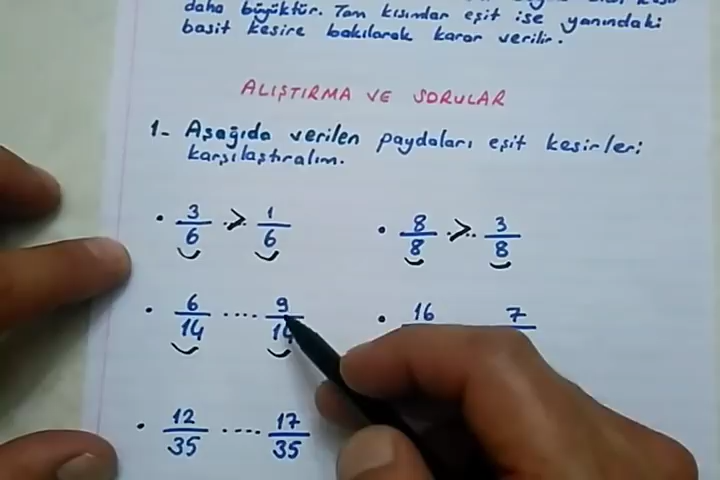 daha büyüktür. Tam kısımlar eşit ise yanındaki
basit kesire bakılarak karar verilir.
ALIŞTIRMA VE SORULAR
1- Aşağıda verilen paydaları eşit kesirleri
karşılaştıralım.
• 3/6 ..>.. 1/6 • 8/8 ..>.. 3/8
• 6/14 .... 9/14 • 16 7
• 12/35 .... 17/35